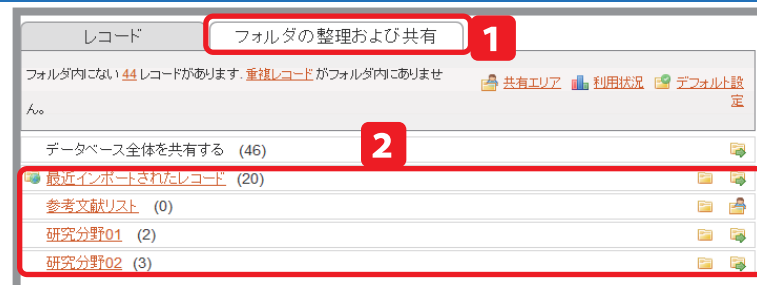 レコード フォルダの整理および共有 1
フォルダ内にない 44 レコードがあります. 重複レコード がフォルダ内にありませ
ん。
共有エリア 利用状況 デフォルト設
定
データベース全体を共有する (46) 2
最近インポートされたレコード (20)
参考文献リスト (0)
研究分野01 (2)
研究分野02 (3)